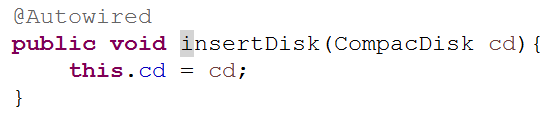 @Autowired
public void insertDisk(CompacDisk cd){
    this.cd = cd;
}